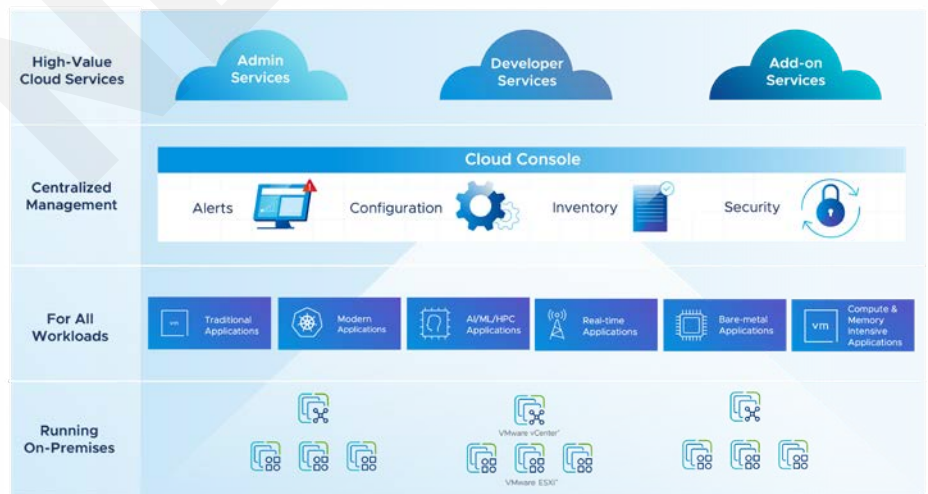 High-Value
Cloud Services
Admin
Services
Developer
Services
Add-on
Services
Centralized
Management
Cloud Console
Alerts
Configuration
Inventory
Security
For All
Workloads
vm
Traditional
Applications
Modern
Applications
AI/ML/HPC
Applications
Real-time
Applications
Bare-metal
Applications
vm
Compute &
Memory
Intensive
Applications
Running
On-Premises
VMware vCenter®
VMware ESXi™